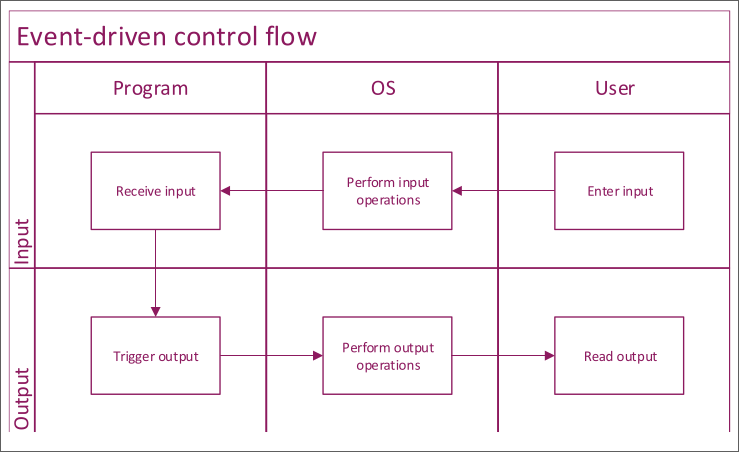 Event-driven control flow
Program
OS
User
Input
Receive input
Perform input
operations
Enter input
Output
Trigger output
Perform output
operations
Read output